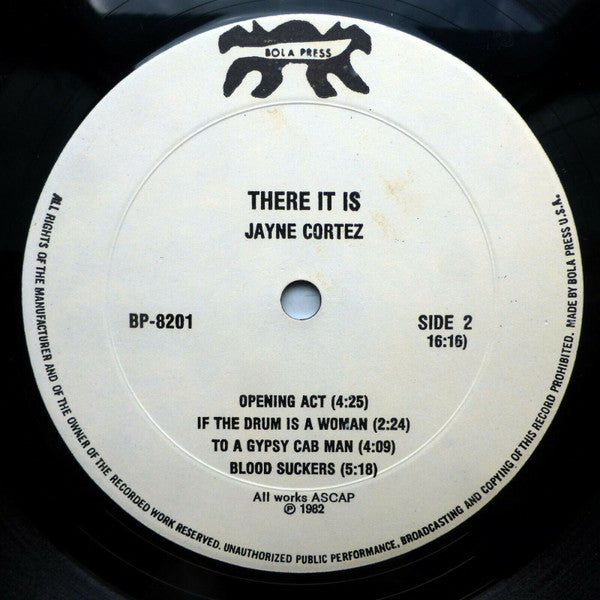 BOLA PRESS
THERE IT IS
JAYNE CORTEZ
BP-8201
SIDE 2
16:16)
OPENING ACT (4:25)
IF THE DRUM IS A WOMAN (2:24)
TO A GYPSY CAB MAN (4:09)
BLOOD SUCKERS (5:18)
All works ASCAP
℗ 1982
ALL RIGHTS OF THE MANUFACTURER AND OF THE OWNER OF THE RECORDED WORK RESERVED. UNAUTHORIZED PUBLIC PERFORMANCE, BROADCASTING AND COPYING OF THIS RECORD PROHIBITED. MADE BY BOLA PRESS U.S.A.